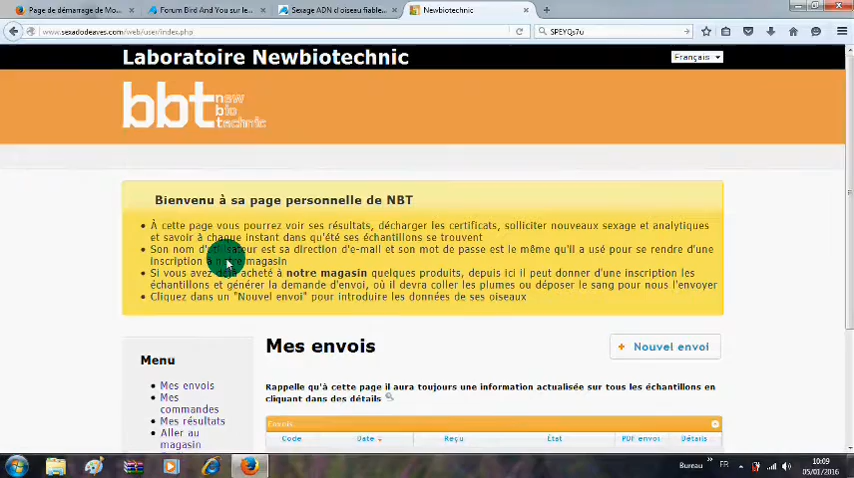 Page de démarrage de Mo...
Forum Bird And You sur le...
Sexage ADN d'oiseau fiable...
Newbiotechnic
www.sexadodeaves.com/web/user/index.php
SPEYQs7u
Laboratoire Newbiotechnic
Français
bbt new bio technic
Bienvenu à sa page personnelle de NBT
À cette page vous pourrez voir ses résultats, décharger les certificats, solliciter nouveaux sexage et analytiques
et savoir à chaque instant dans qu'été ses échantillons se trouvent
Son nom d'utilisateur est sa direction d'e-mail et son mot de passe est le même qu'il a usé pour se rendre d'une
inscription à notre magasin
Si vous avez déjà acheté à notre magasin quelques produits, depuis ici il peut donner d'une inscription les
échantillons et générer la demande d'envoi, où il devra coller les plumes ou déposer le sang pour nous l'envoyer
Cliquez dans un "Nouvel envoi" pour introduire les données de ses oiseaux
Menu
Mes envois
Mes
commandes
Mes résultats
Aller au
magasin
Mes envois
+ Nouvel envoi
Rappelle qu'à cette page il aura toujours une information actualisée sur tous les échantillons en
cliquant dans des détails
Envois
Code Date Reçu État PDF envoi Détails
Bureau » FR 10:09
05/01/2016